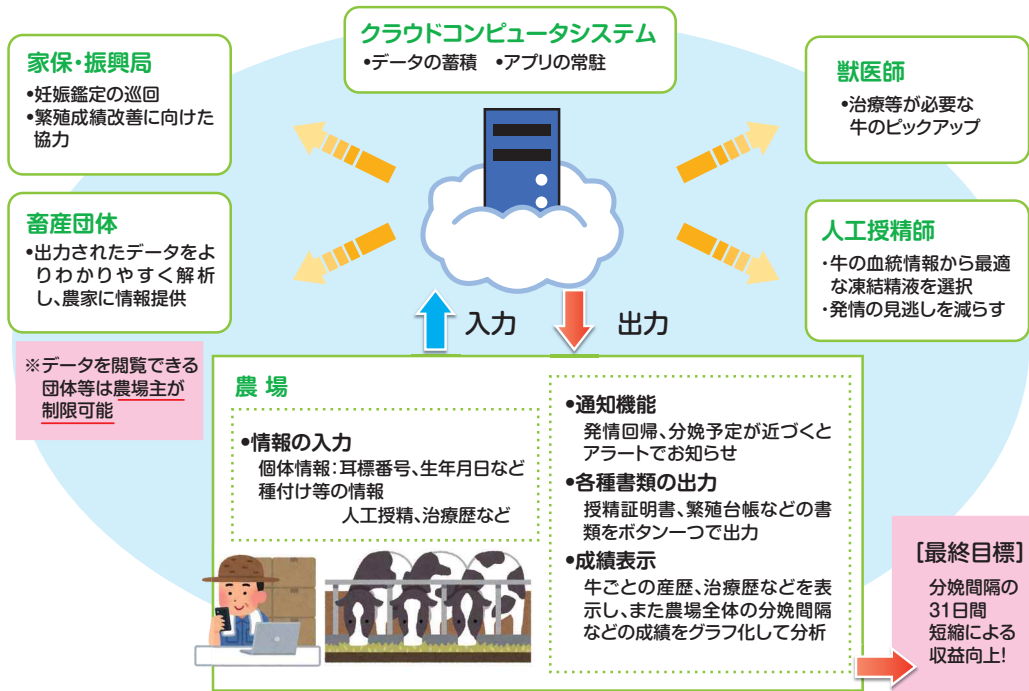 クラウドコンピュータシステム
•データの蓄積 •アプリの常駐
家保・振興局
•妊娠鑑定の巡回
•繁殖成績改善に向けた
協力
獣医師
•治療等が必要な
牛のピックアップ
畜産団体
•出力されたデータをよ
りわかりやすく解析
し、農家に情報提供
人工授精師
・牛の血統情報から最適
な凍結精液を選択
・発情の見逃しを減らす
入力
出力
※データを閲覧できる
団体等は農場主が
制限可能
農 場
•情報の入力
個体情報:耳標番号、生年月日など
種付け等の情報
人工授精、治療歴など
•通知機能
発情回帰、分娩予定が近づくと
アラートでお知らせ
•各種書類の出力
授精証明書、繁殖台帳などの書
類をボタン一つで出力
•成績表示
牛ごとの産歴、治療歴などを表
示し、また農場全体の分娩間隔
などの成績をグラフ化して分析
[最終目標]
分娩間隔の
31日間
短縮による
収益向上!